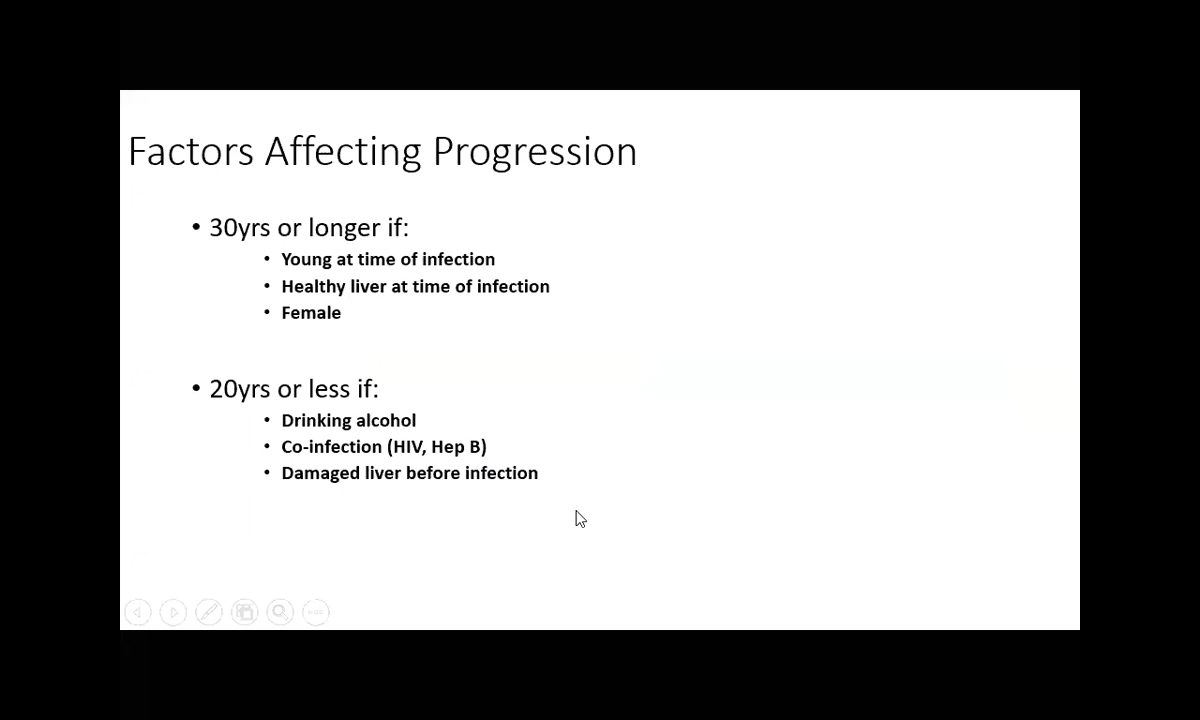 Factors Affecting Progression
• 30yrs or longer if:
• Young at time of infection
• Healthy liver at time of infection
• Female
• 20yrs or less if:
• Drinking alcohol
• Co-infection (HIV, Hep B)
• Damaged liver before infection